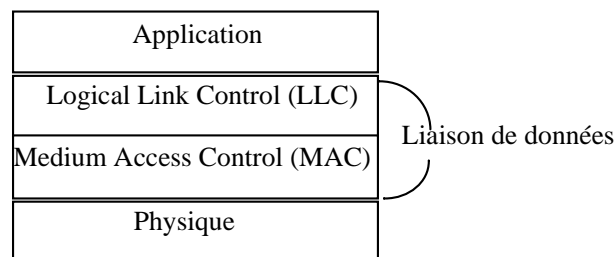 Application
Logical Link Control (LLC)
Liaison de données
Medium Access Control (MAC)
Physique